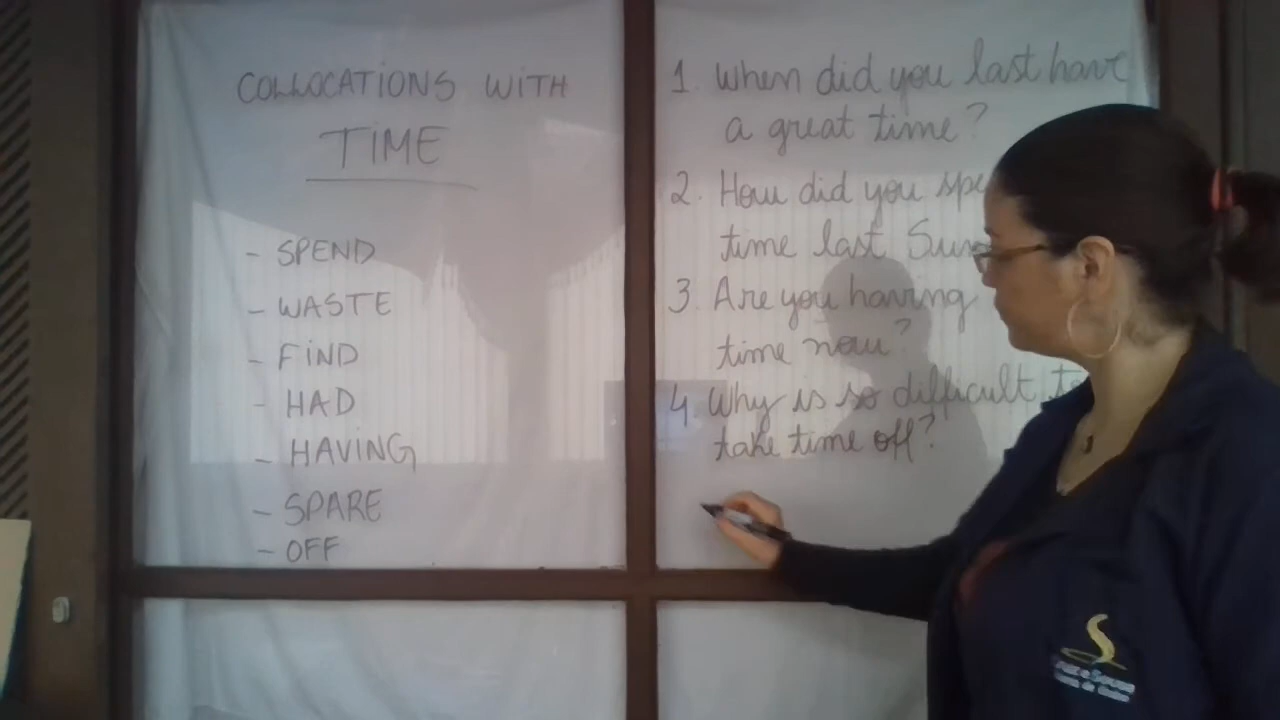 COLLOCATIONS WITH
TIME
- SPEND
- WASTE
- FIND
- HAD
- HAVING
- SPARE
- OFF
1. When did you last have
a great time?
2. How did you
time last
3. Are you having
time now?
4 Why is so difficult to
take time off?